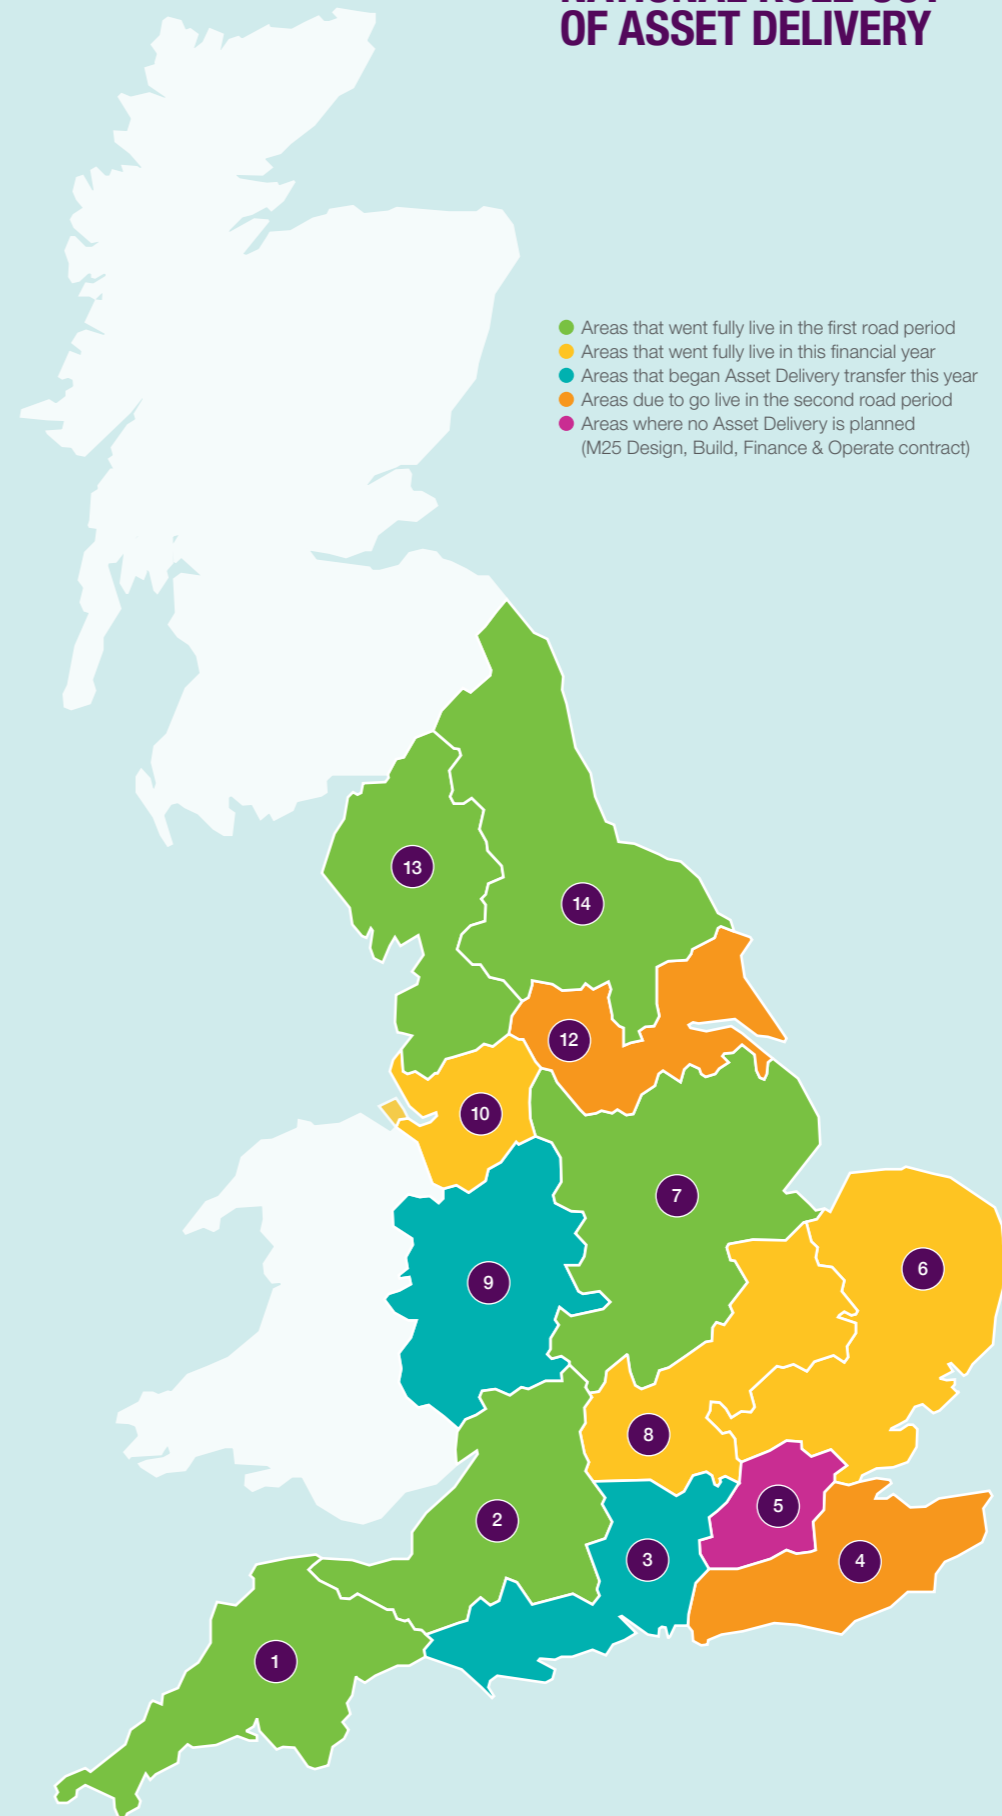 OF ASSET DELIVERY
Areas that went fully live in the first road period
Areas that went fully live in this financial year
Areas that began Asset Delivery transfer this year
Areas due to go live in the second road period
Areas where no Asset Delivery is planned
(M25 Design, Build, Finance & Operate contract)
13
14
12
10
7
6
9
8
5
2
3
4
1